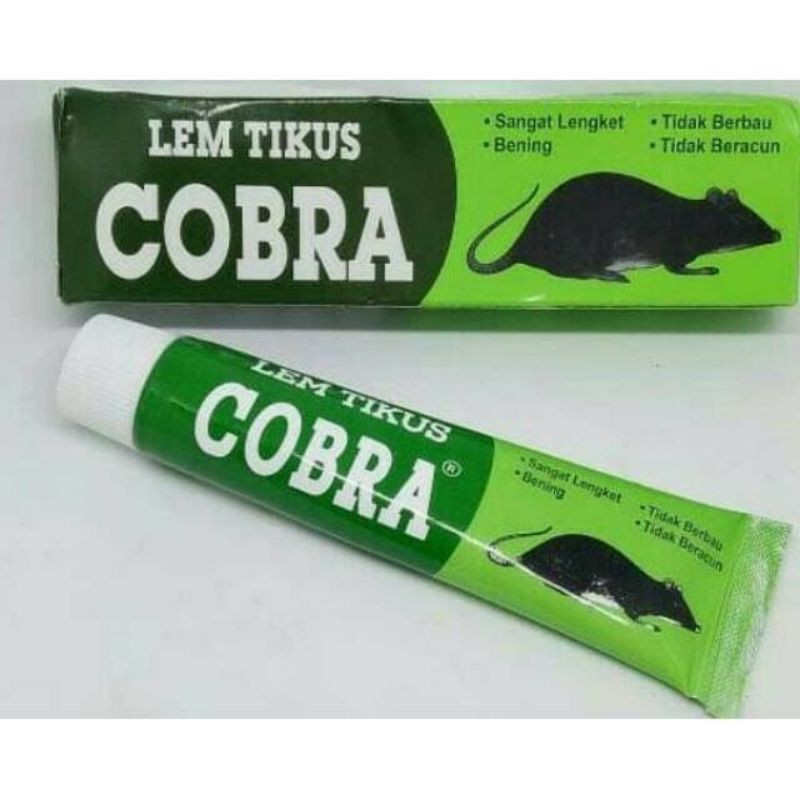 LEM TIKUS
COBRA
• Sangat Lengket
• Bening
• Tidak Berbau
• Tidak Beracun
LEM TIKUS
COBRA®
• Sangat Lengket
• Bening
• Tidak Berbau
• Tidak Beracun